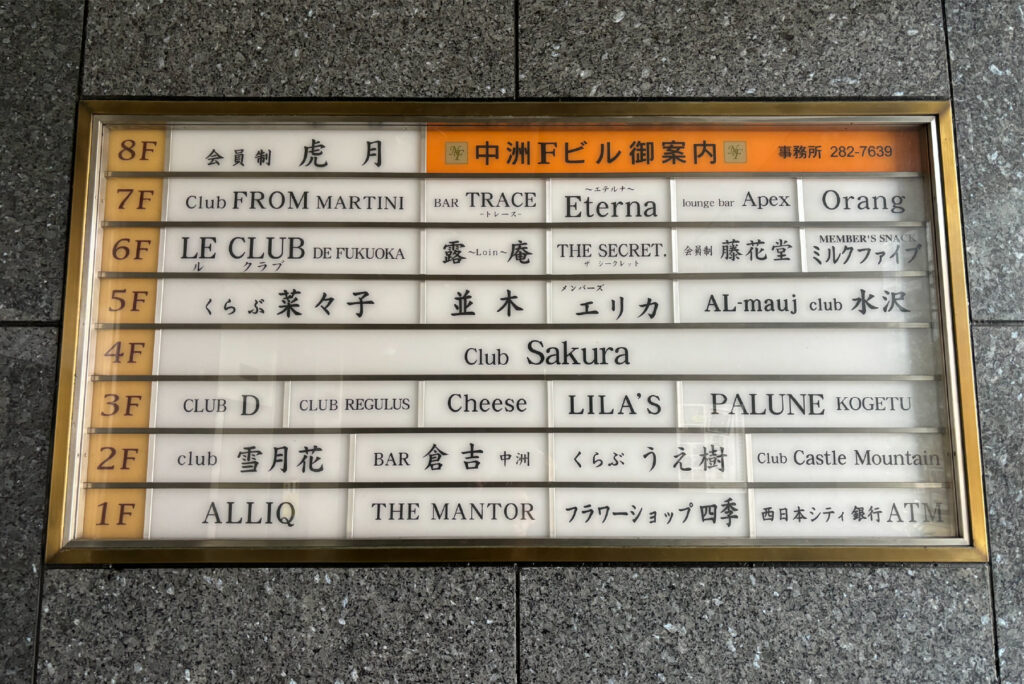 8F 会員制 虎月 NF 中洲Fビル御案内 NF 事務所 282-7639
7F Club FROM MARTINI BAR TRACE -トレース- ～エテルナ～ Eterna lounge bar Apex Orang
6F LE CLUB DE FUKUOKA ル クラブ 露～Loin～庵 THE SECRET. ザ シークレット 会員制 藤花堂 MEMBER'S SNACK ミルクファイブ
5F くらぶ 菜々子 並木 メンバーズ エリカ AL-mauj club 水沢
4F Club Sakura
3F CLUB D CLUB REGULUS Cheese LILA'S PALUNE KOGETU
2F club 雪月花 BAR 倉吉 中洲 くらぶ うえ樹 Club Castle Mountain
1F ALLIQ THE MANTOR フラワーショップ 四季 西日本シティ銀行 ATM